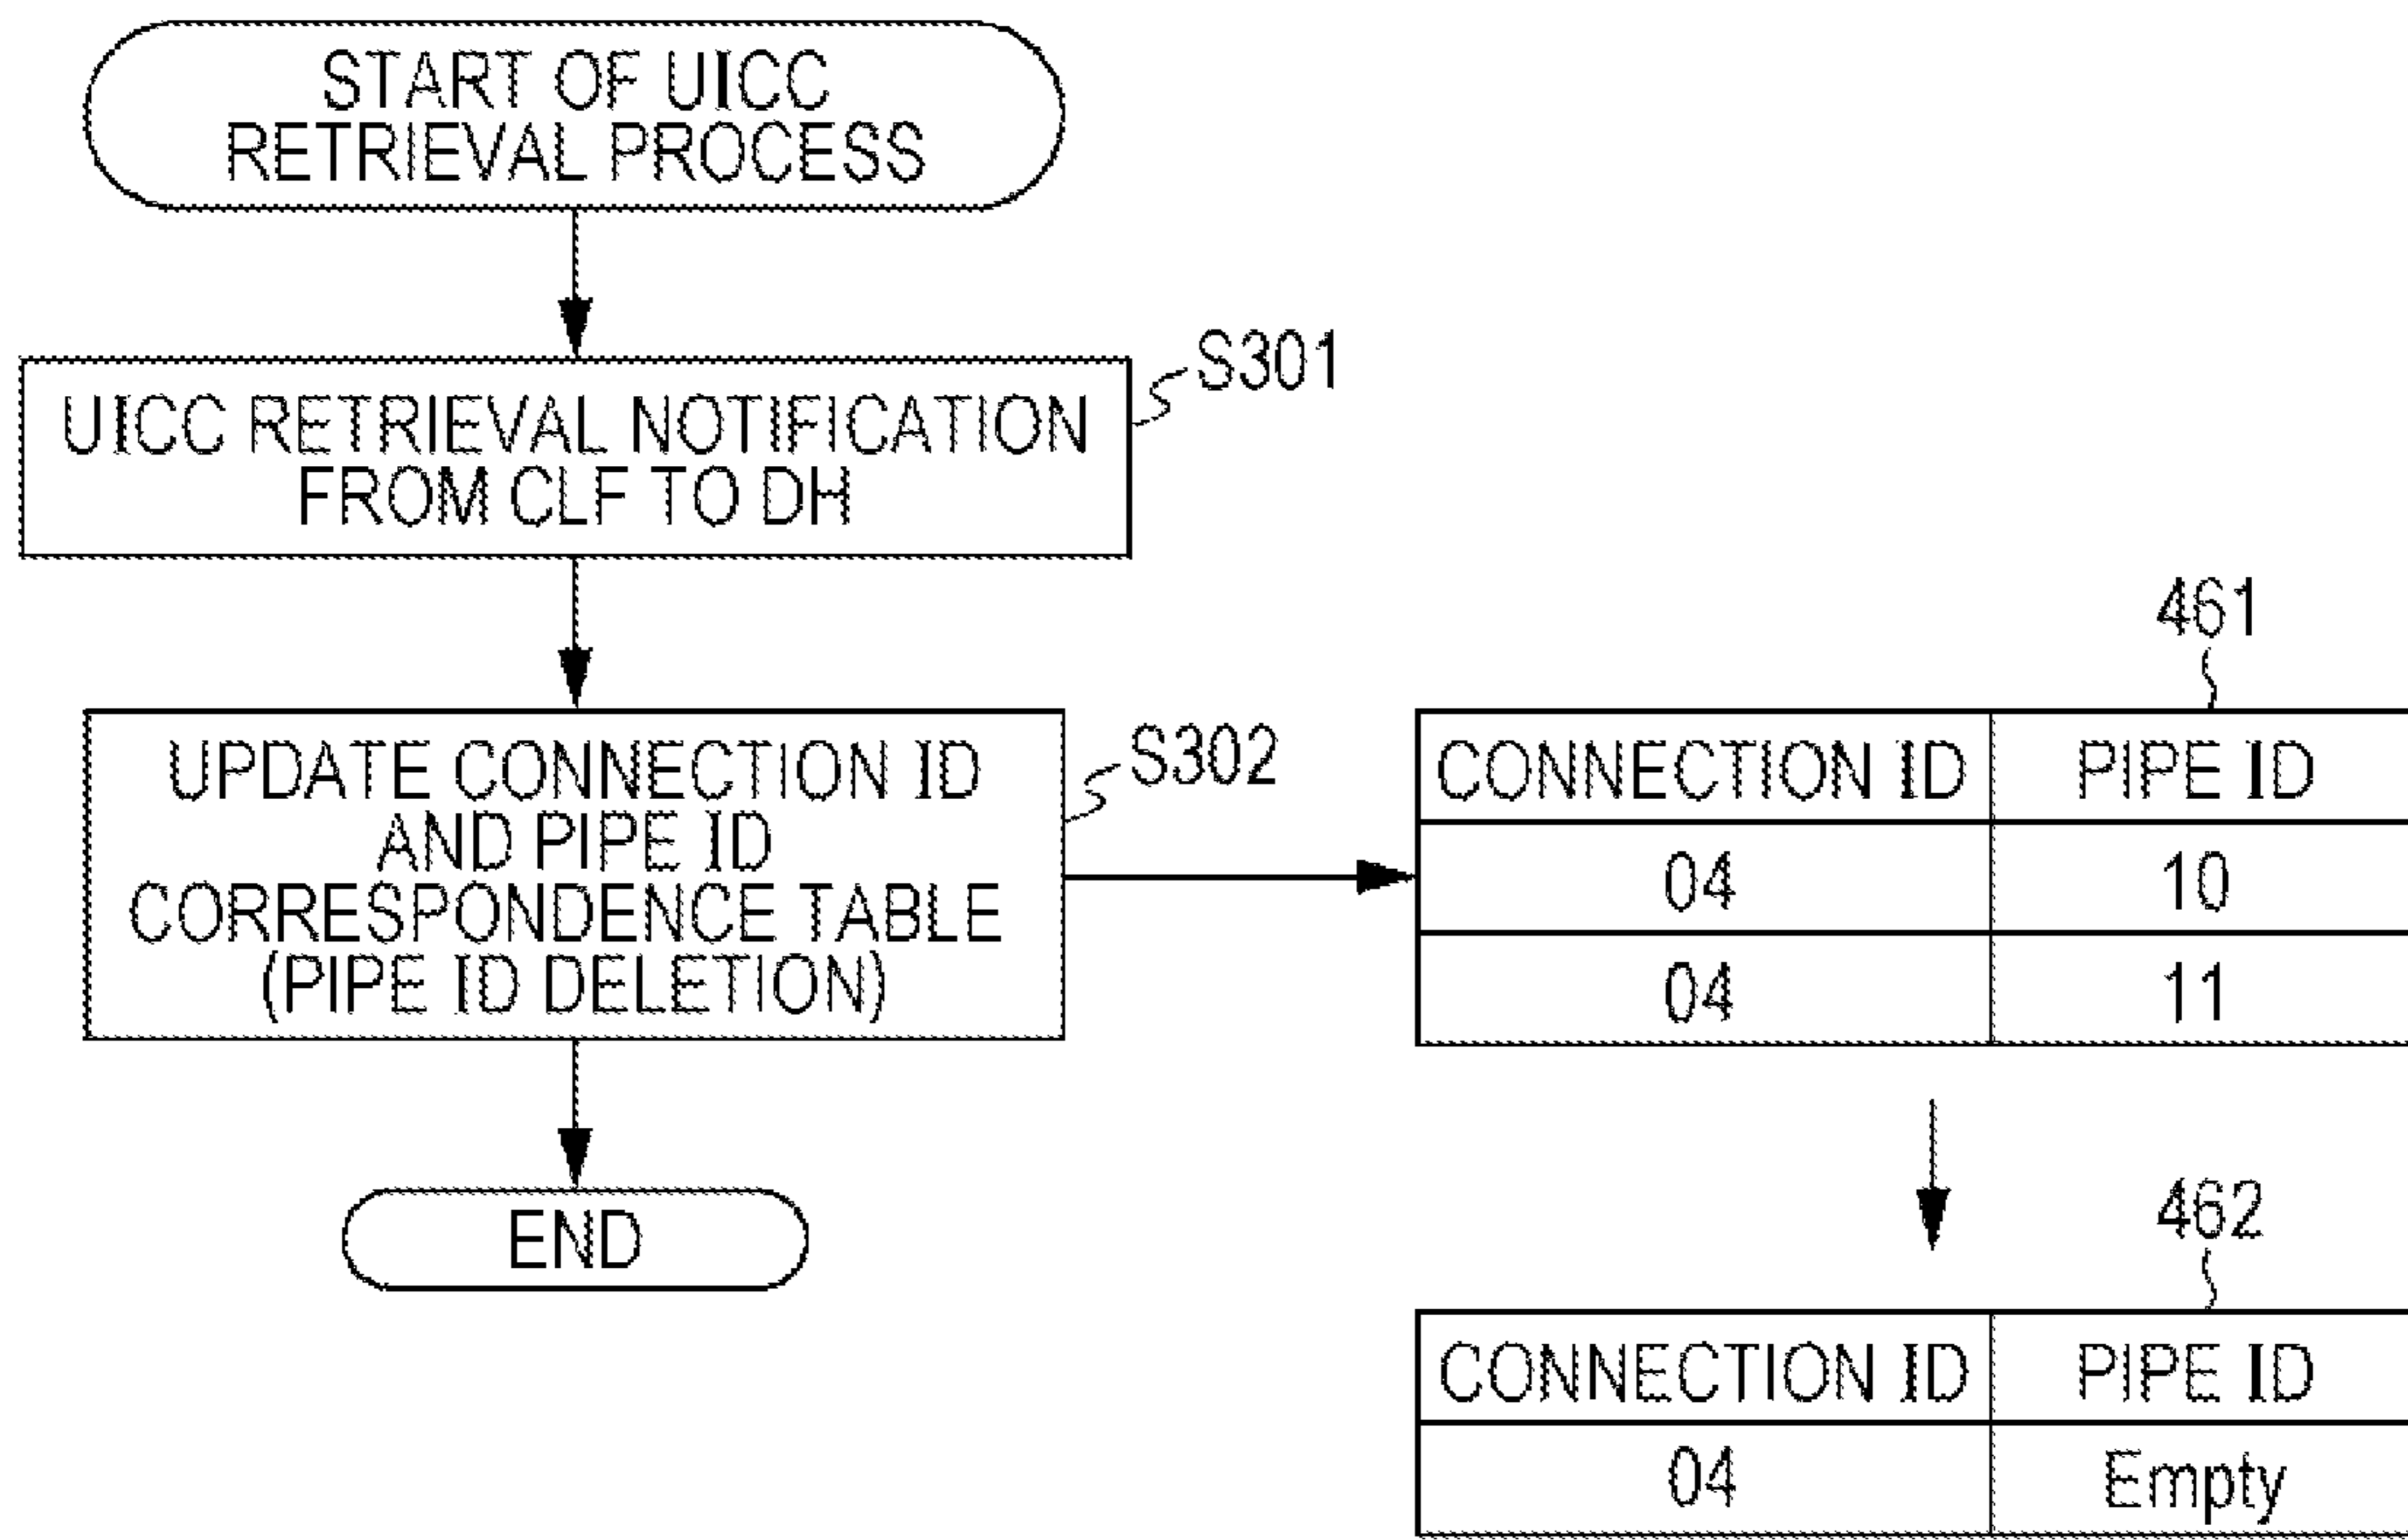 START OF UICC
RETRIEVAL PROCESS
S301
UICC RETRIEVAL NOTIFICATION
FROM CLF TO DH
S302
UPDATE CONNECTION ID
AND PIPE ID
CORRESPONDENCE TABLE
(PIPE ID DELETION)
END
461
CONNECTION ID PIPE ID
04 10
04 11
462
CONNECTION ID PIPE ID
04 Empty